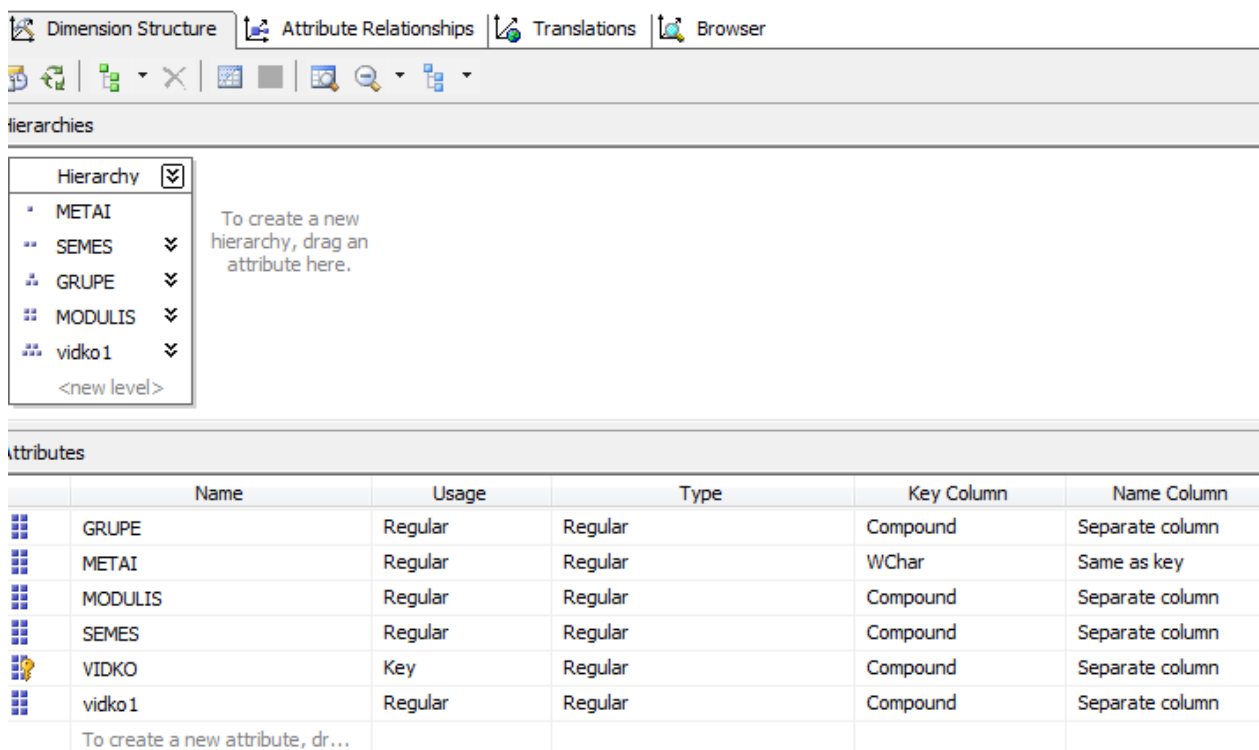 Dimension Structure Attribute Relationships Translations Browser
Hierarchies
Hierarchy
METAI
SEMES
GRUPE
MODULIS
vidko1
<new level>
To create a new
hierarchy, drag an
attribute here.
Attributes
Name Usage Type Key Column Name Column
GRUPE Regular Regular Compound Separate column
METAI Regular Regular WChar Same as key
MODULIS Regular Regular Compound Separate column
SEMES Regular Regular Compound Separate column
VIDKO Key Regular Compound Separate column
vidko1 Regular Regular Compound Separate column
To create a new attribute, dr...